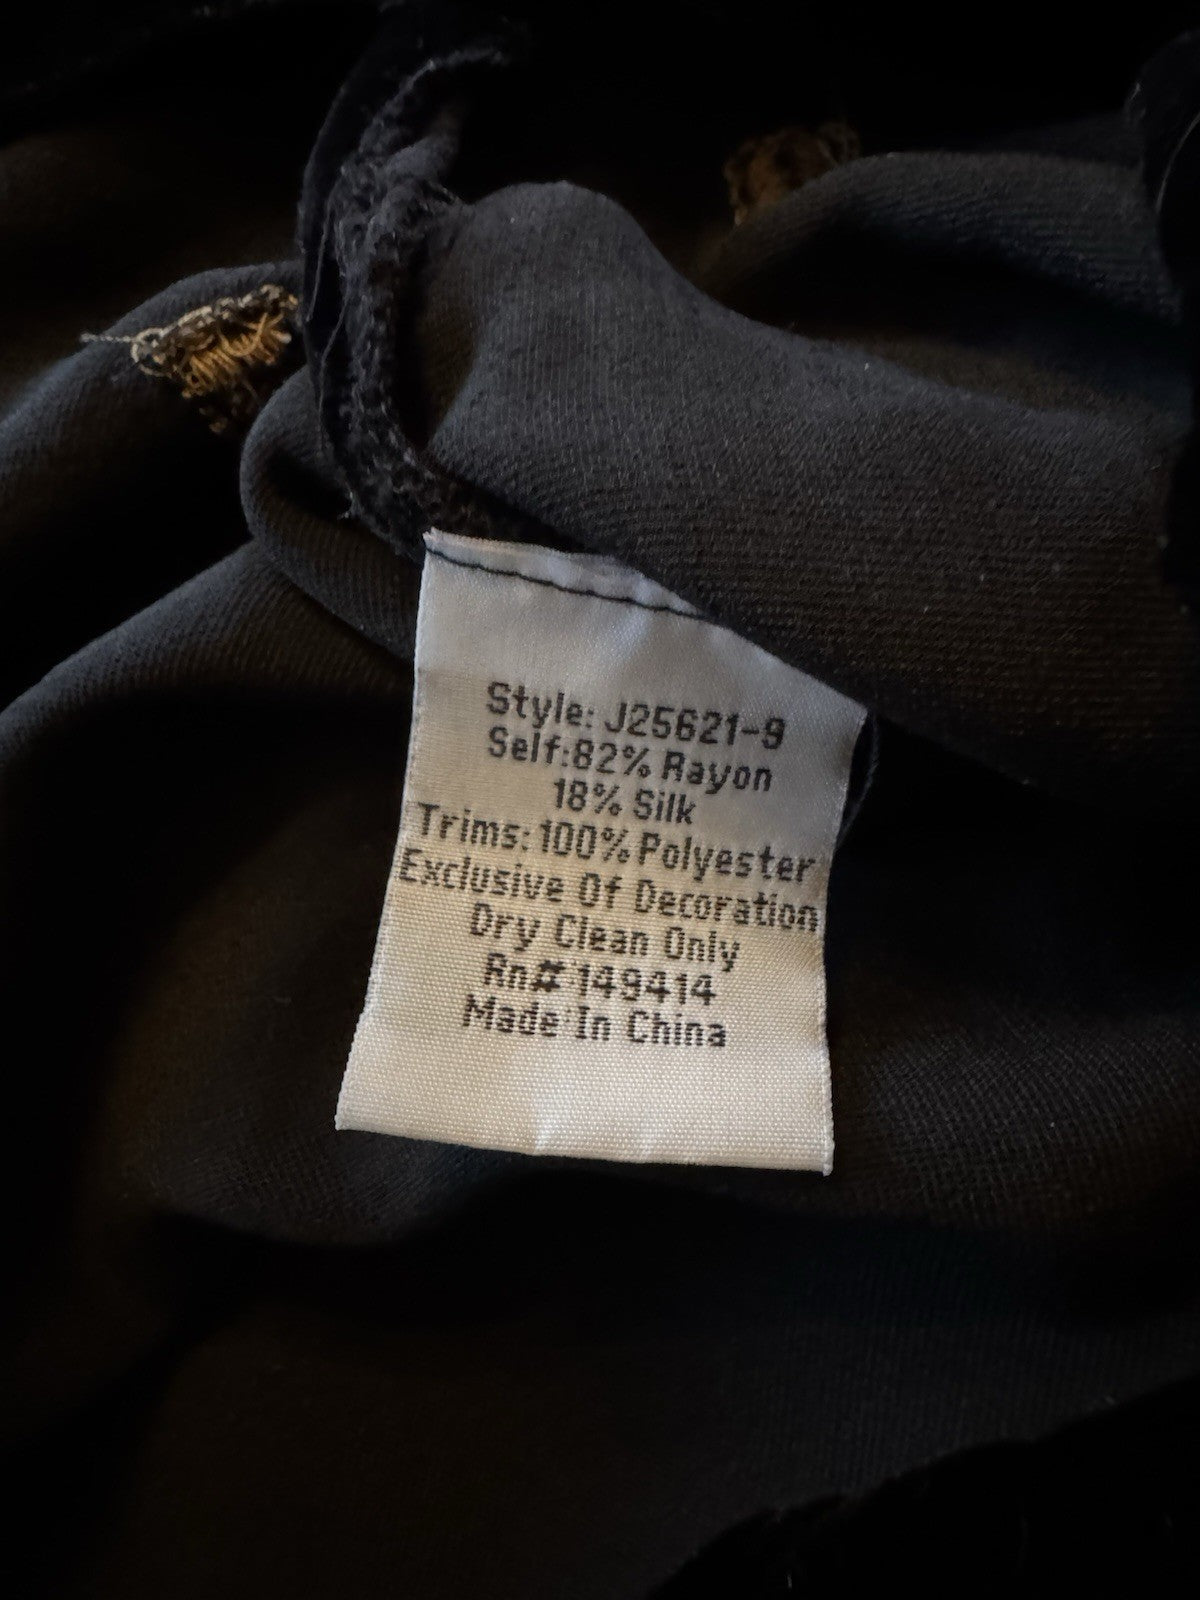 Style: J25621-9
Self:82% Rayon
18% Silk
Trims: 100% Polyester
Exclusive Of Decoration
Dry Clean Only
Rn# 149414
Made In China